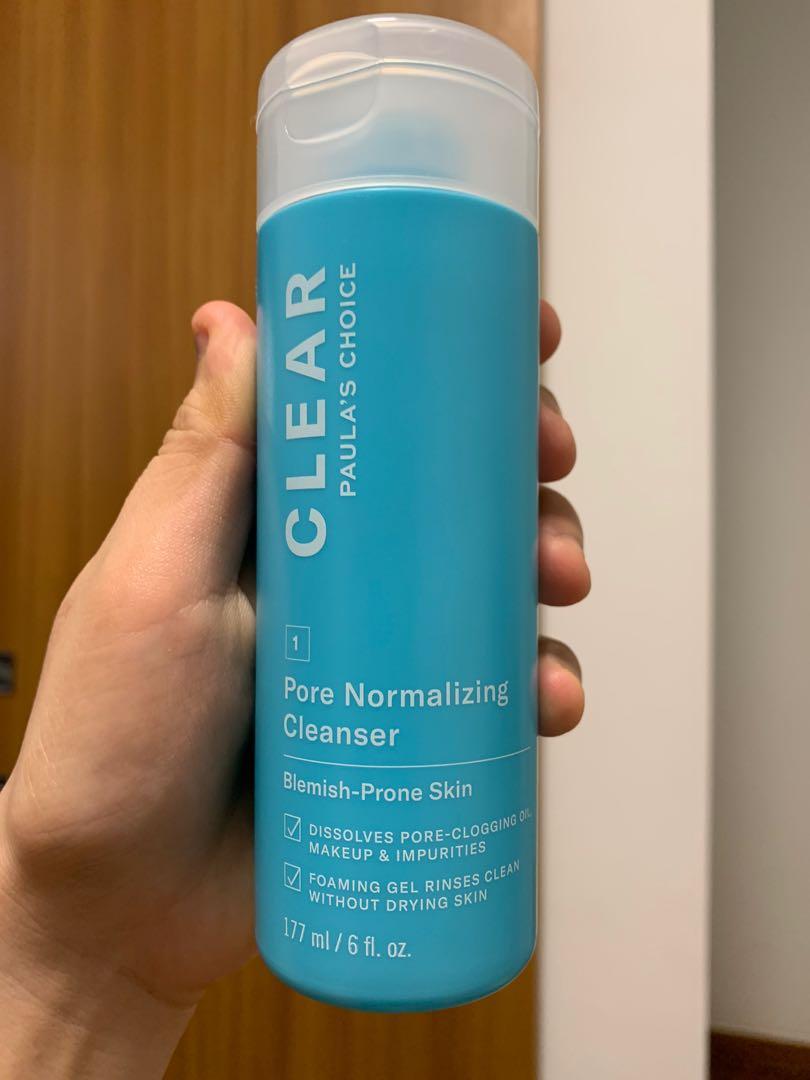 CLEAR
PAULA'S CHOICE
1
Pore Normalizing
Cleanser
Blemish-Prone Skin
DISSOLVES PORE-CLOGGING OIL,
MAKEUP & IMPURITIES
FOAMING GEL RINSES CLEAN
WITHOUT DRYING SKIN
177 ml / 6 fl. oz.